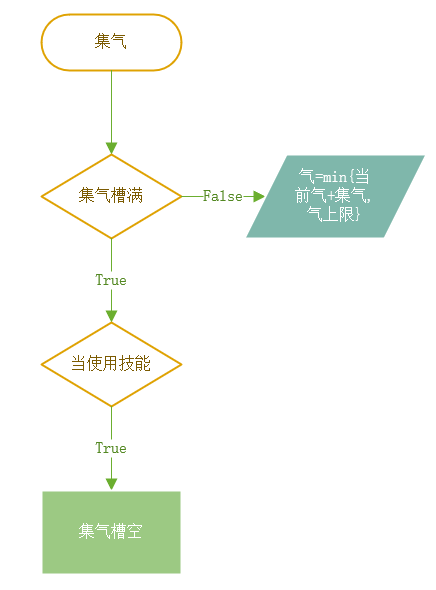 集气
集气槽满
False
气=min{当
前气+集气,
气上限}
True
当使用技能
True
集气槽空